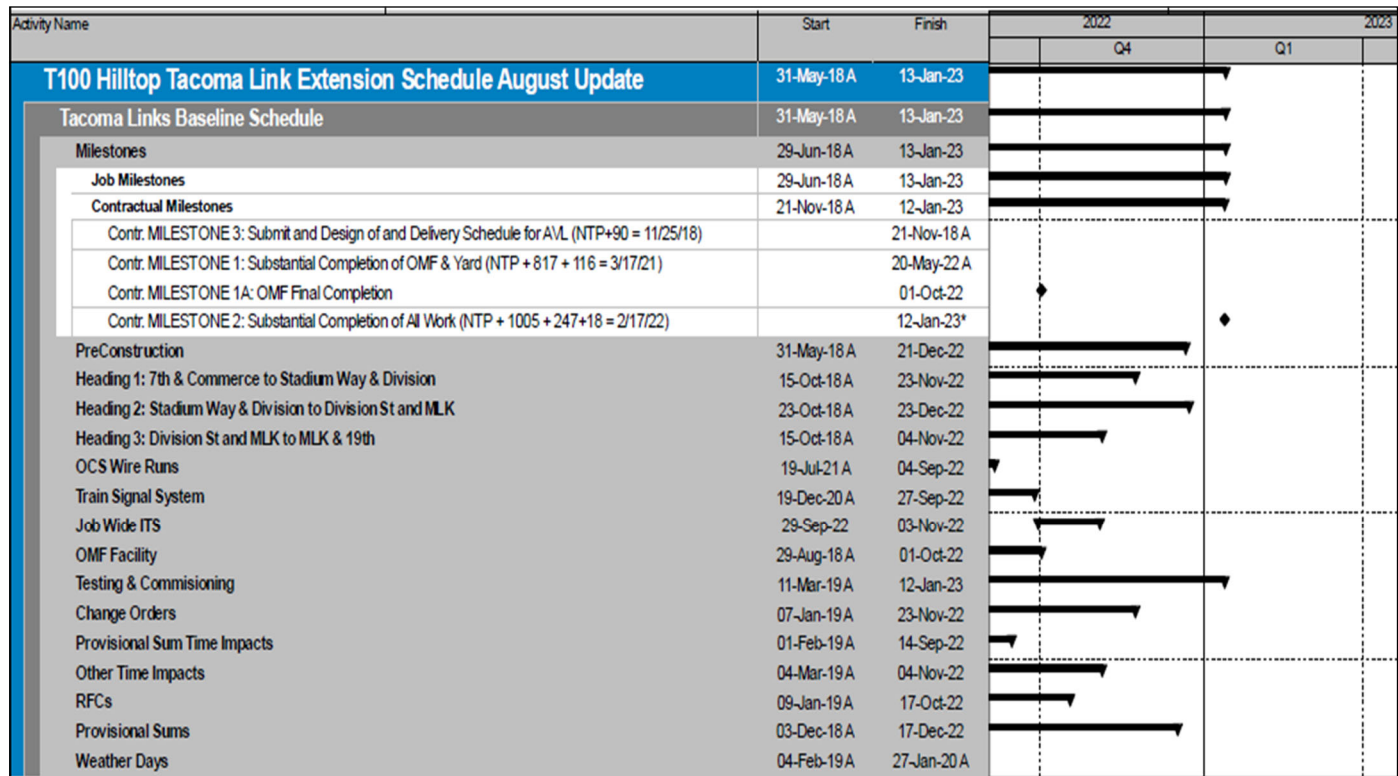 Activity Name Start Finish 2022 2023
Q4 Q1
T100 Hilltop Tacoma Link Extension Schedule August Update 31-May-18 A 13-Jan-23
Tacoma Links Baseline Schedule 31-May-18 A 13-Jan-23
Milestones 29-Jun-18 A 13-Jan-23
Job Milestones 29-Jun-18 A 13-Jan-23
Contractual Milestones 21-Nov-18 A 12-Jan-23
Contr. MILESTONE 3: Submit and Design of and Delivery Schedule for AVL (NTP+90 = 11/25/18) 21-Nov-18 A
Contr. MILESTONE 1: Substantial Completion of OMF & Yard (NTP + 817 + 116 = 3/17/21) 20-May-22 A
Contr. MILESTONE 1A: OMF Final Completion 01-Oct-22
Contr. MILESTONE 2: Substantial Completion of All Work (NTP + 1005 + 247+18 = 2/17/22) 12-Jan-23*
PreConstruction 31-May-18 A 21-Dec-22
Heading 1: 7th & Commerce to Stadium Way & Division 15-Oct-18 A 23-Nov-22
Heading 2: Stadium Way & Division to Division St and MLK 23-Oct-18 A 23-Dec-22
Heading 3: Division St and MLK to MLK & 19th 15-Oct-18 A 04-Nov-22
OCS Wire Runs 19-Jul-21 A 04-Sep-22
Train Signal System 19-Dec-20 A 27-Sep-22
Job Wide ITS 29-Sep-22 03-Nov-22
OMF Facility 29-Aug-18 A 01-Oct-22
Testing & Commisioning 11-Mar-19 A 12-Jan-23
Change Orders 07-Jan-19 A 23-Nov-22
Provisional Sum Time Impacts 01-Feb-19 A 14-Sep-22
Other Time Impacts 04-Mar-19 A 04-Nov-22
RFCs 09-Jan-19 A 17-Oct-22
Provisional Sums 03-Dec-18 A 17-Dec-22
Weather Days 04-Feb-19 A 27-Jan-20 A